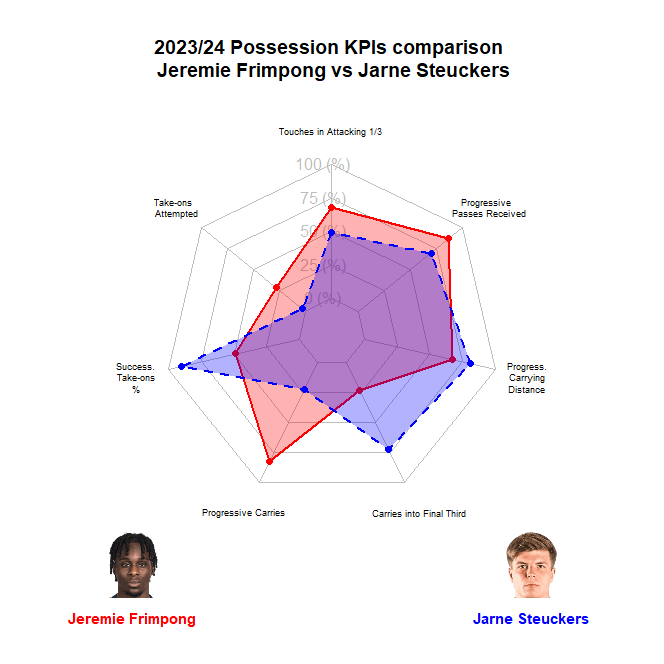 2023/24 Possession KPIs comparison
Jeremie Frimpong vs Jarne Steuckers
Touches in Attacking 1/3
100 (%)
75 (%)
50 (%)
25 (%)
0 (%)
Take-ons
Attempted
Progressive
Passes Received
Success.
Take-ons
%
Progress.
Carrying
Distance
Progressive Carries
Carries into Final Third
Jeremie Frimpong
Jarne Steuckers